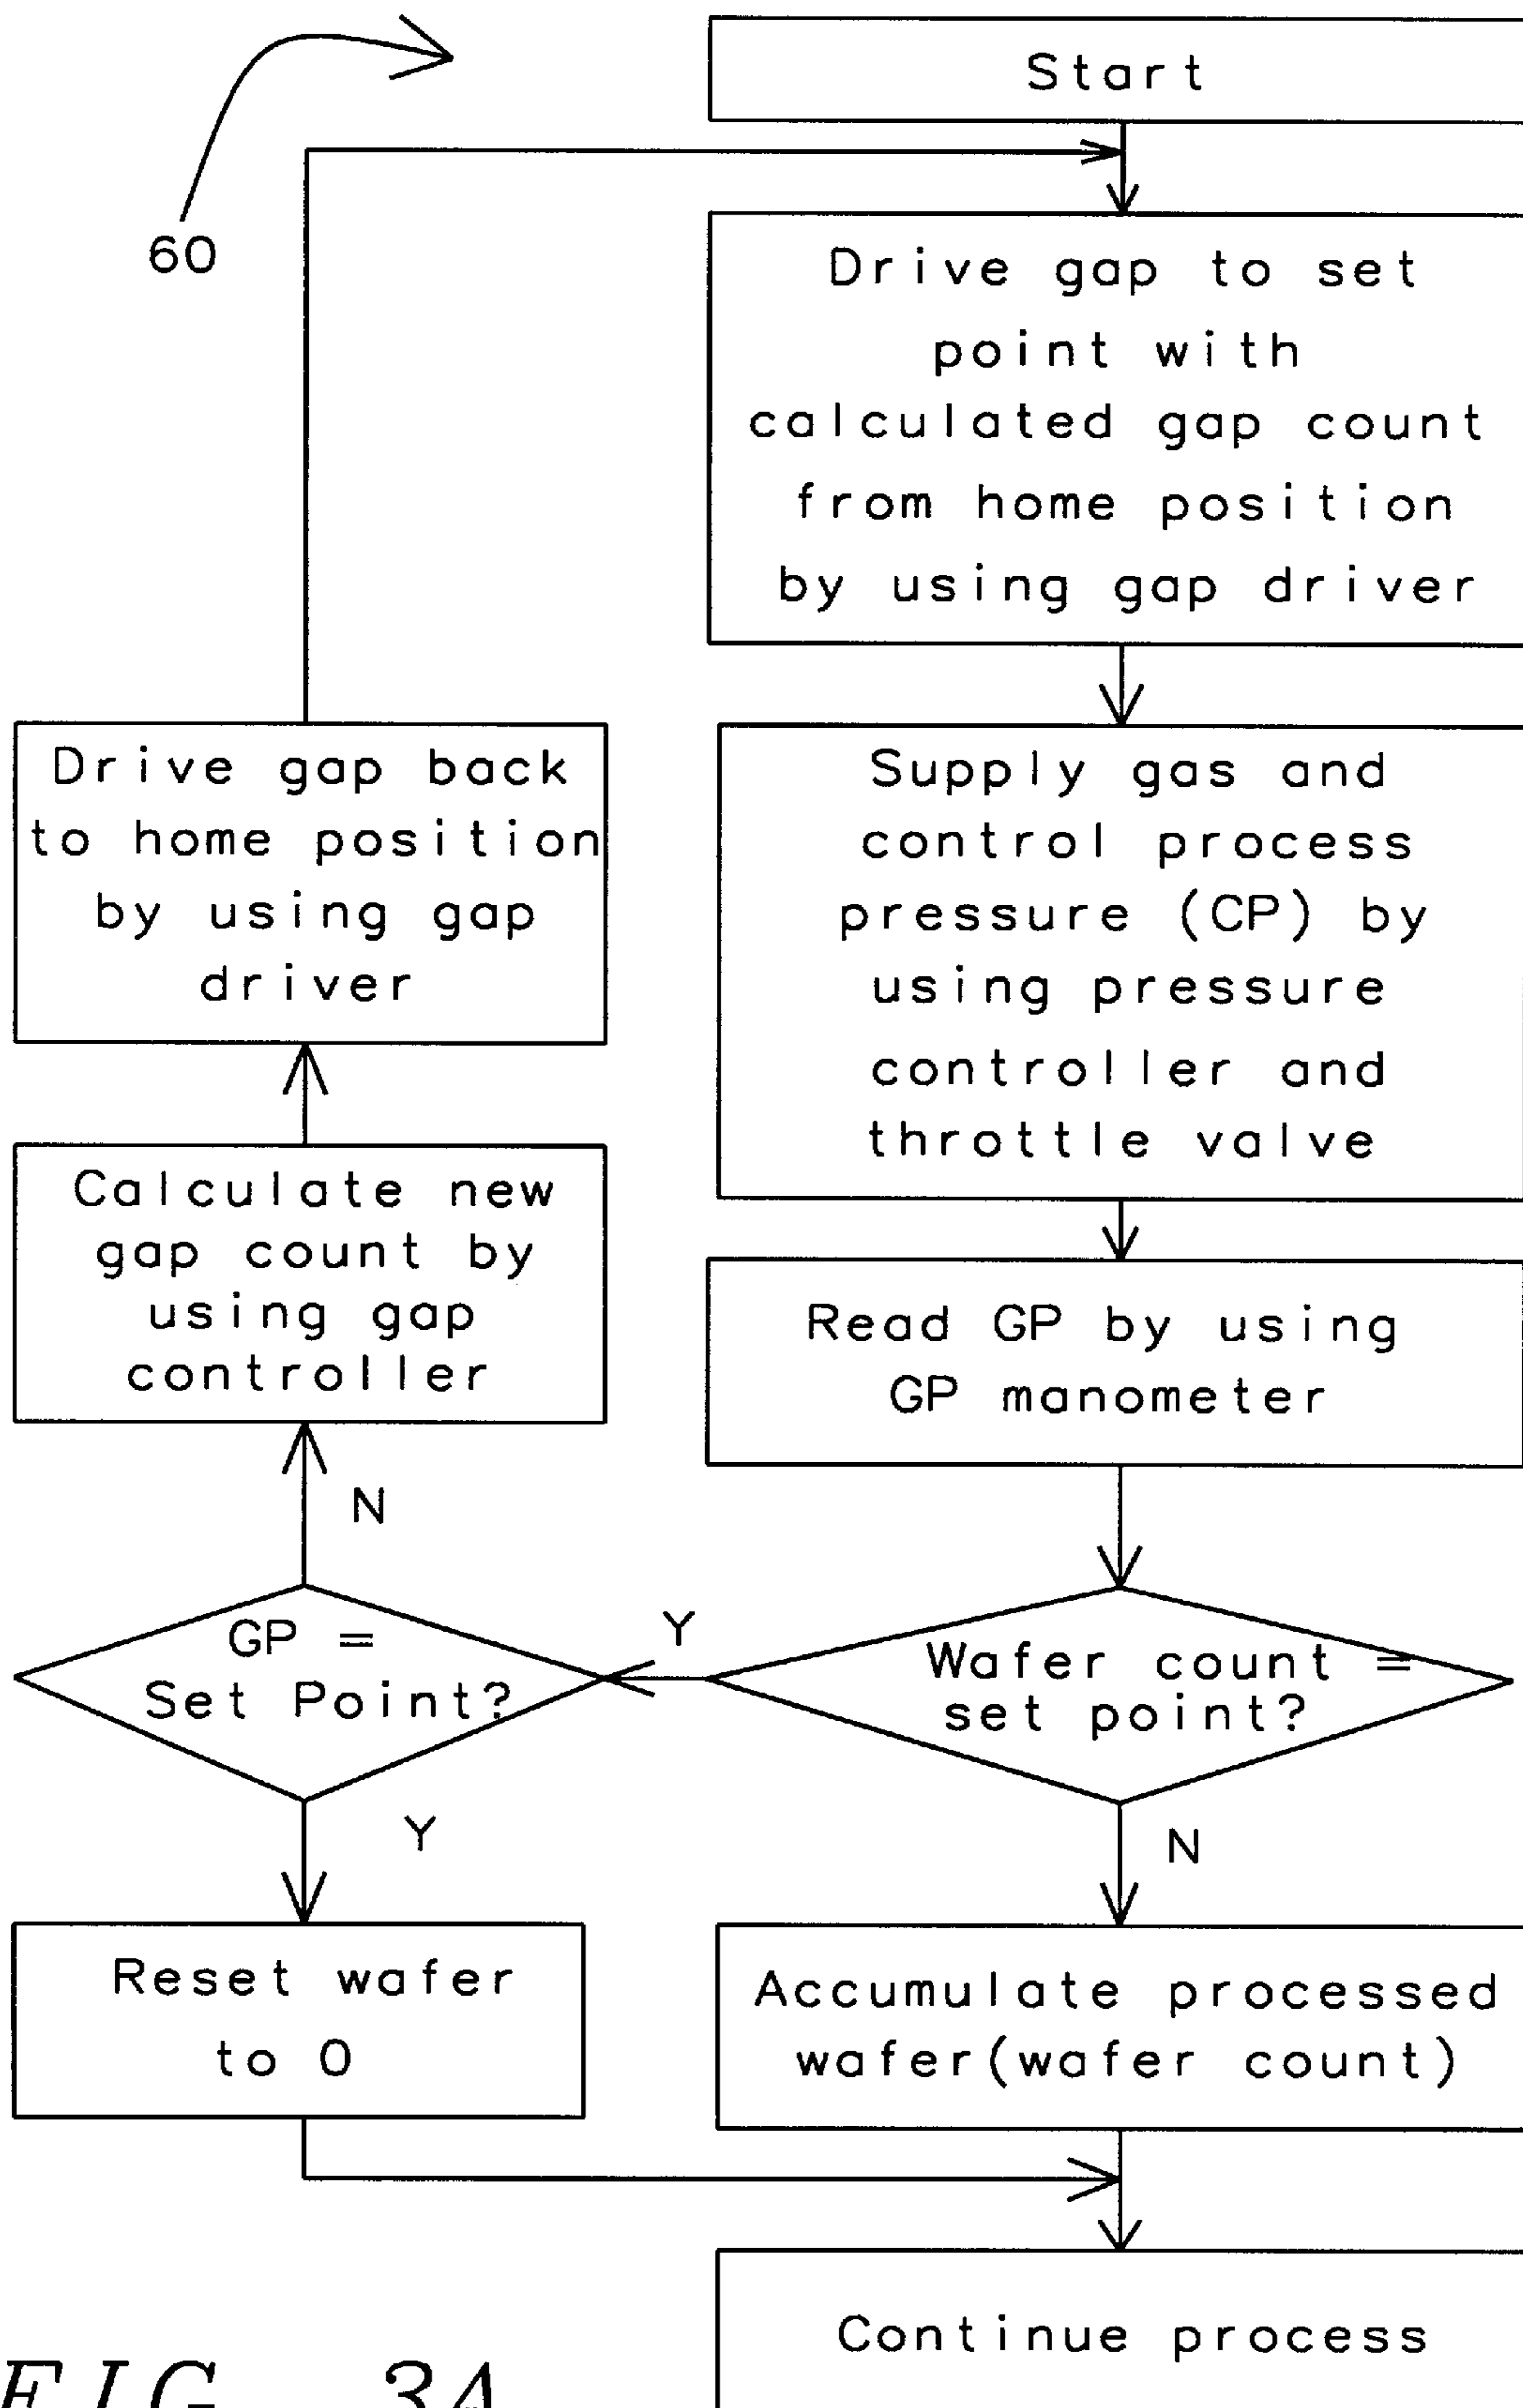 60
Start
Drive gap to set
point with
calculated gap count
from home position
by using gap driver
Drive gap back
to home position
by using gap
driver
Supply gas and
control process
pressure (CP) by
using pressure
controller and
throttle valve
Calculate new
gap count by
using gap
controller
Read GP by using
GP manometer
N
GP =
Set Point?
Y
Wafer count =
set point?
Y
N
Reset wafer
to 0
Accumulate processed
wafer(wafer count)
Continue process
FIG. 3A